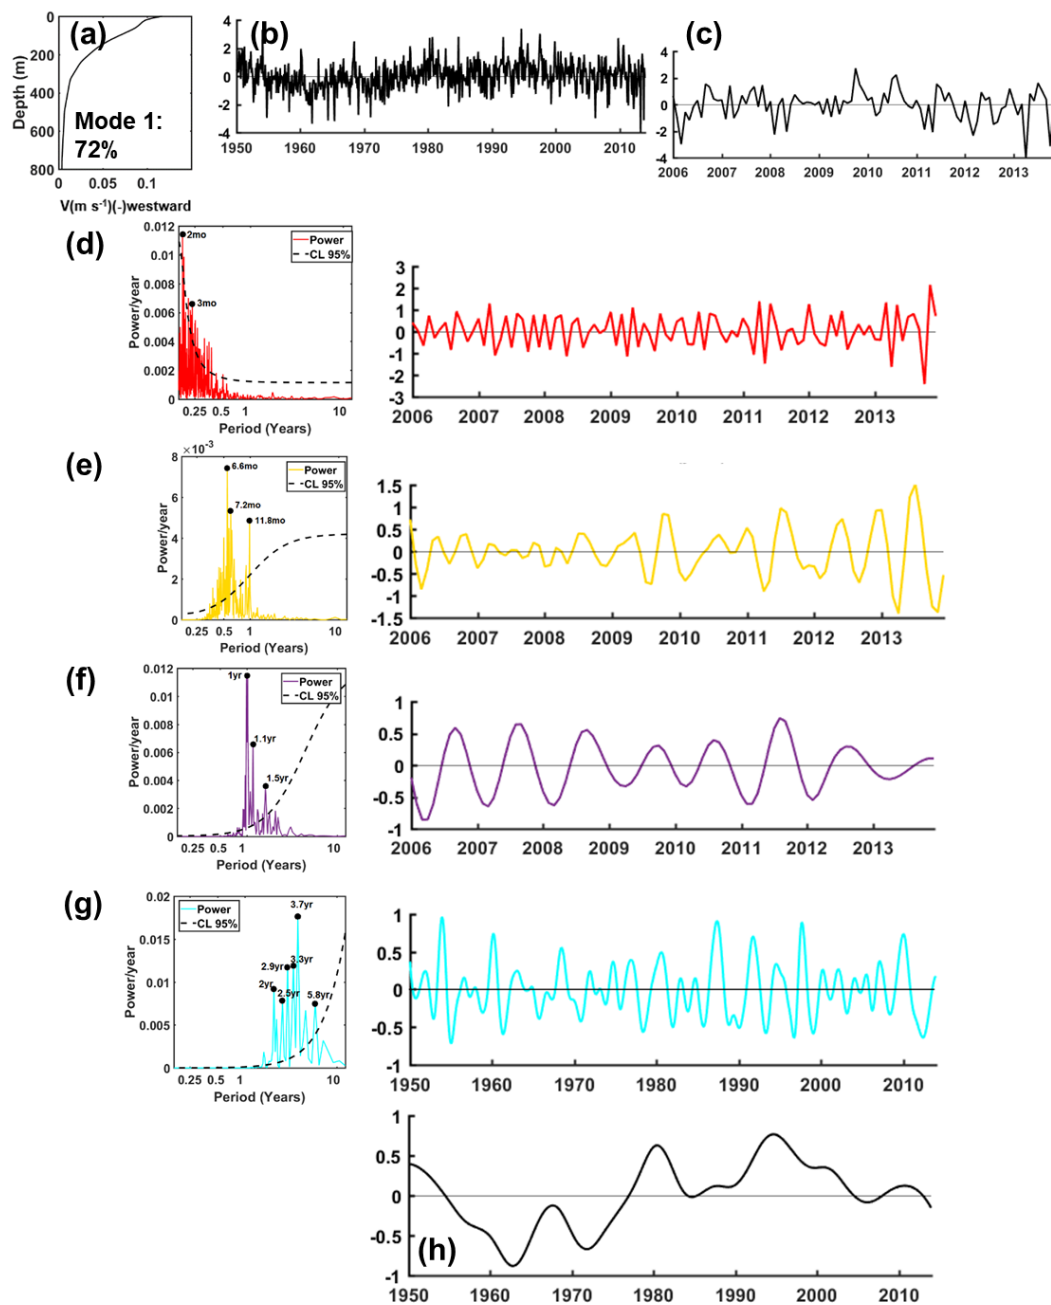 (a)
0
200
400
600
800
Depth (m)
Mode 1:
72%
0 0.05 0.1
V(m s⁻¹)(-)westward
(b)
4
2
0
-2
-4
1950 1960 1970 1980 1990 2000 2010
(c)
4
2
0
-2
-4
2006 2007 2008 2009 2010 2011 2012 2013
(d)
0.012
0.01
0.008
0.006
0.004
0.002
0
Power/year
2mo
3mo
Power
CL 95%
0.25 0.5 1 10
Period (Years)
3
2
1
0
-1
-2
-3
2006 2007 2008 2009 2010 2011 2012 2013
(e)
×10⁻³
8
6
4
2
0
Power/year
6.6mo
7.2mo
11.8mo
Power
CL 95%
0.25 0.5 1 10
Period (Years)
1.5
1
0.5
0
-0.5
-1
-1.5
2006 2007 2008 2009 2010 2011 2012 2013
(f)
0.012
0.01
0.008
0.006
0.004
0.002
0
Power/year
1yr
1.1yr
1.5yr
Power
CL 95%
0.25 0.5 1 10
Period (Years)
1
0.5
0
-0.5
-1
2006 2007 2008 2009 2010 2011 2012 2013
(g)
0.02
0.015
0.01
0.005
0
Power/year
Power
CL 95%
3.7yr
2.9yr
3.3yr
2yr
2.5yr
5.8yr
0.25 0.5 1 10
Period (Years)
1
0.5
0
-0.5
-1
1950 1960 1970 1980 1990 2000 2010
1
0.5
0
-0.5
-1
(h)
1950 1960 1970 1980 1990 2000 2010